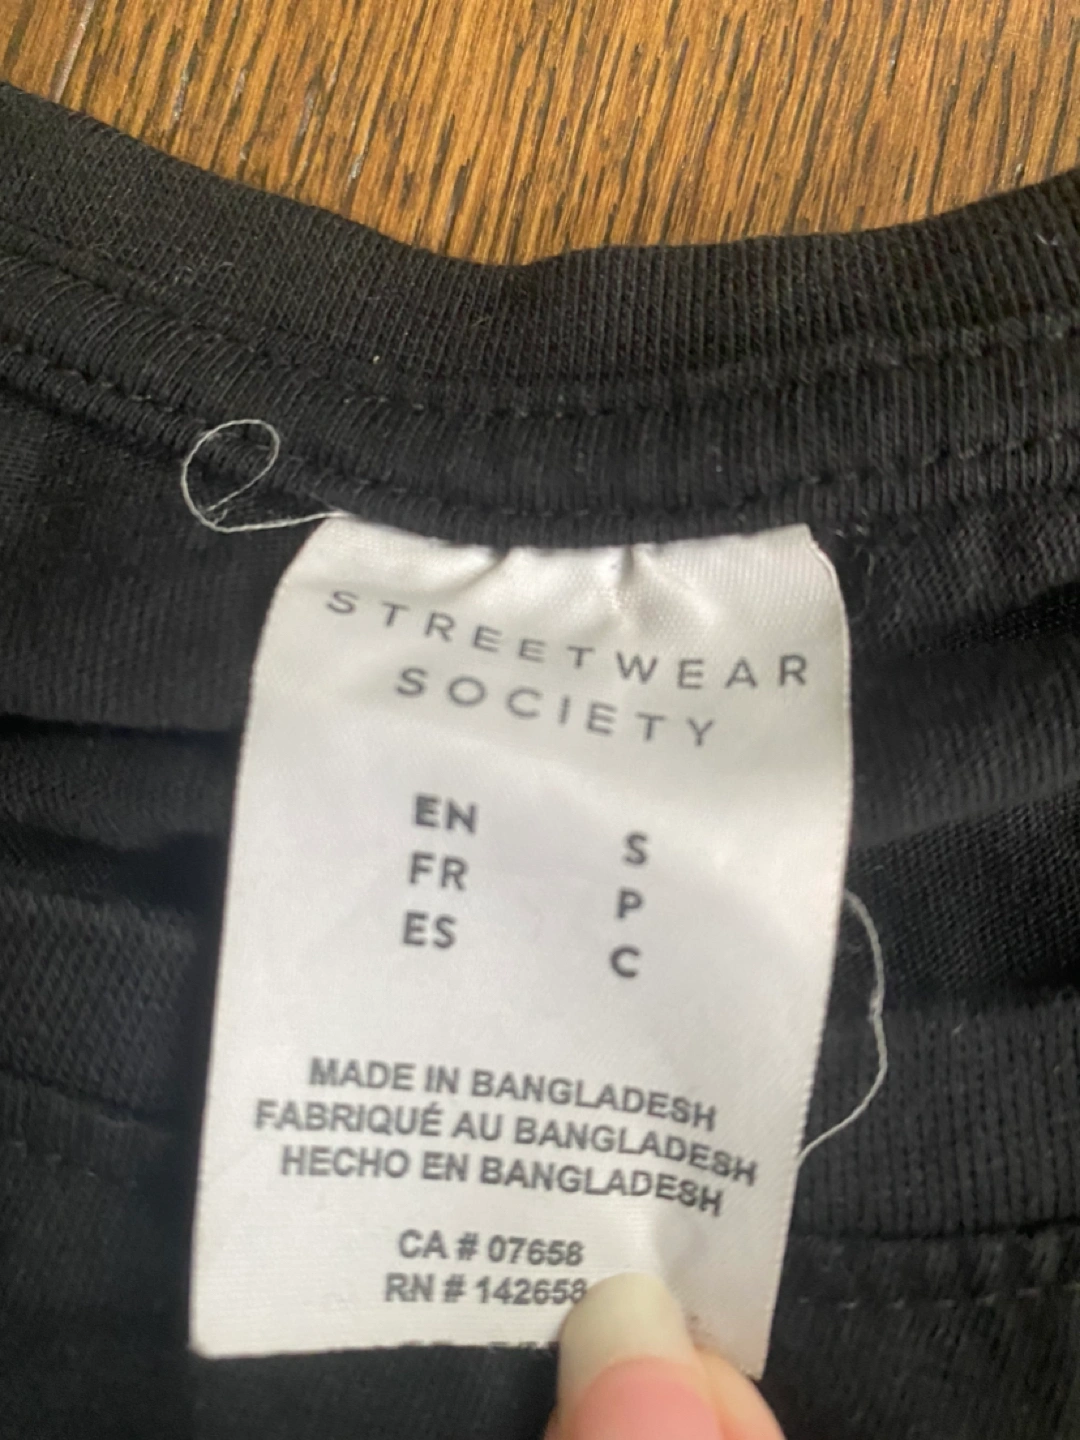 STREETWEAR
SOCIETY
EN S
FR P
ES C
MADE IN BANGLADESH
FABRIQUÉ AU BANGLADESH
HECHO EN BANGLADESH
CA # 07658
RN # 142658